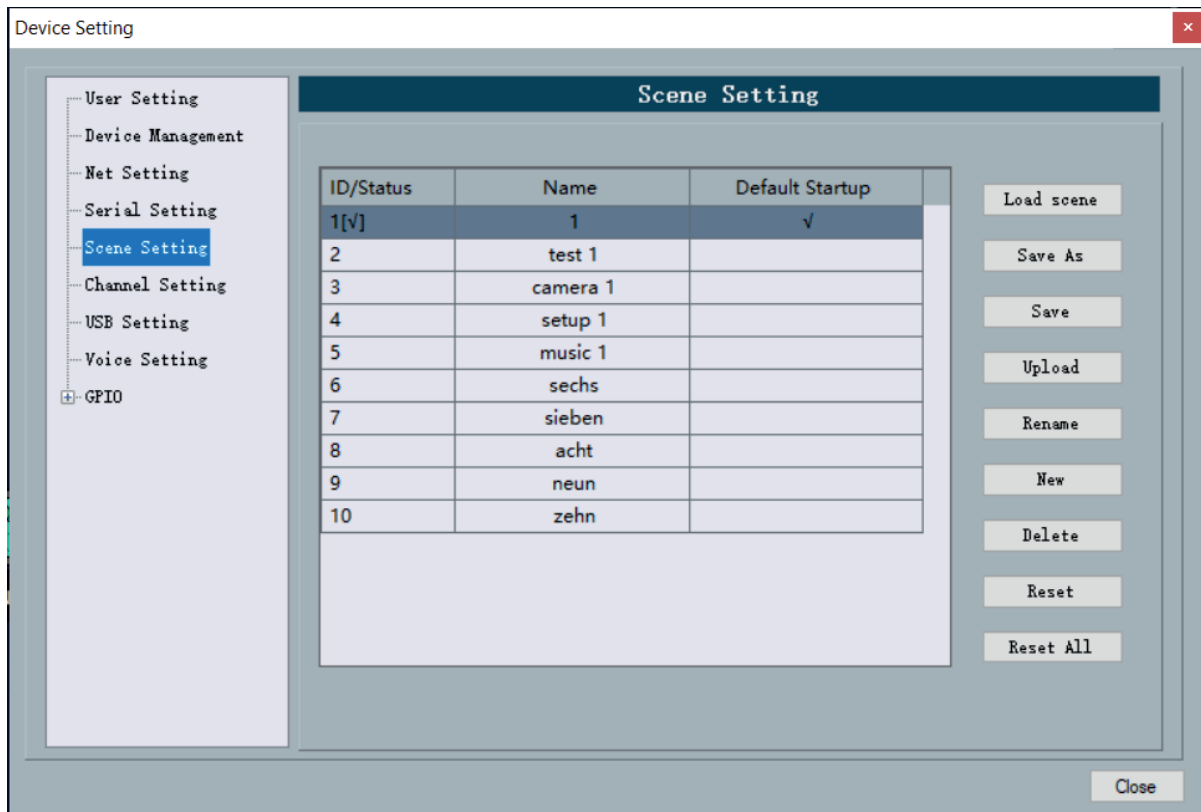 Device Setting
User Setting
Device Management
Net Setting
Serial Setting
Scene Setting
Channel Setting
USB Setting
Voice Setting
GPIO
Scene Setting
ID/Status Name Default Startup
1[√] 1 √
2 test 1
3 camera 1
4 setup 1
5 music 1
6 sechs
7 sieben
8 acht
9 neun
10 zehn
Load scene
Save As
Save
Upload
Rename
New
Delete
Reset
Reset All
Close